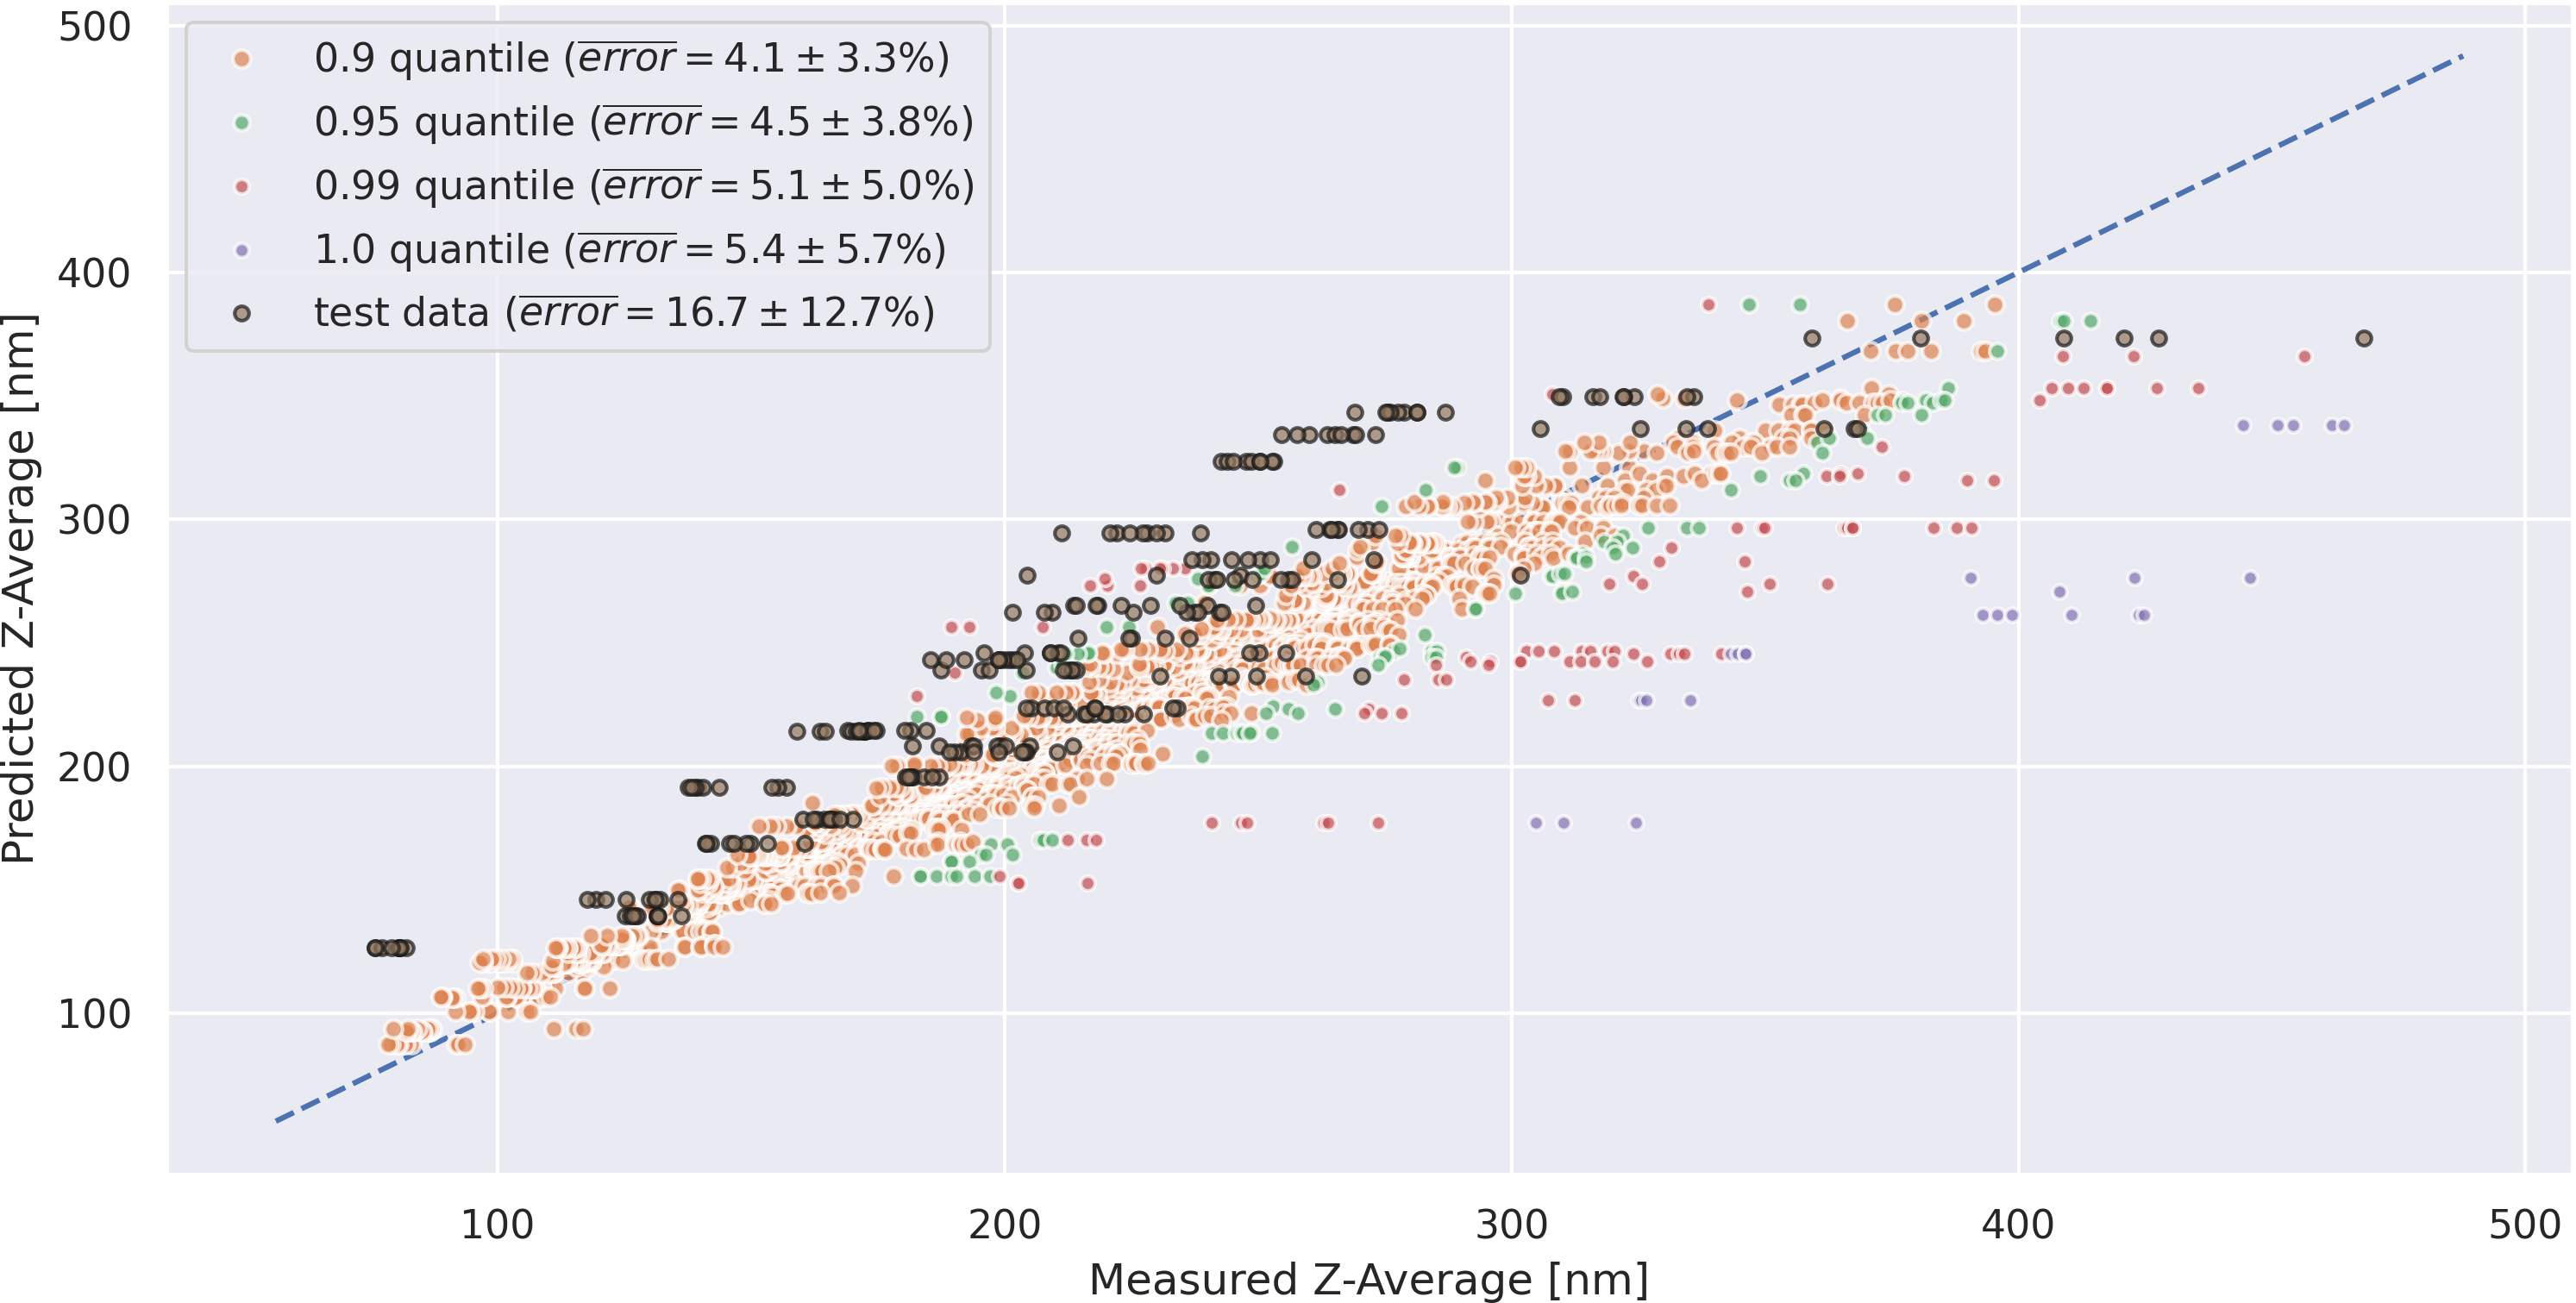 0.9 quantile (error = 4.1 ± 3.3%)
0.95 quantile (error = 4.5 ± 3.8%)
0.99 quantile (error = 5.1 ± 5.0%)
1.0 quantile (error = 5.4 ± 5.7%)
test data (error = 16.7 ± 12.7%)
Predicted Z-Average [nm]
500
400
300
200
100
100 200 300 400 500
Measured Z-Average [nm]